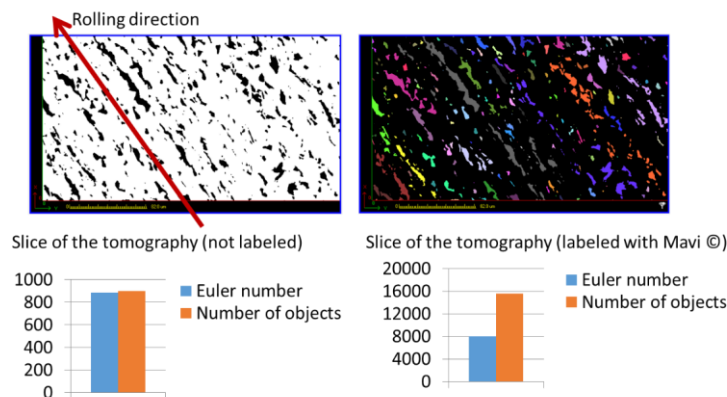 Rolling direction
Slice of the tomography (not labeled)
Slice of the tomography (labeled with Mavi ©)
1000
800
600
400
200
0
Euler number
Number of objects
20000
16000
12000
8000
4000
0
Euler number
Number of objects